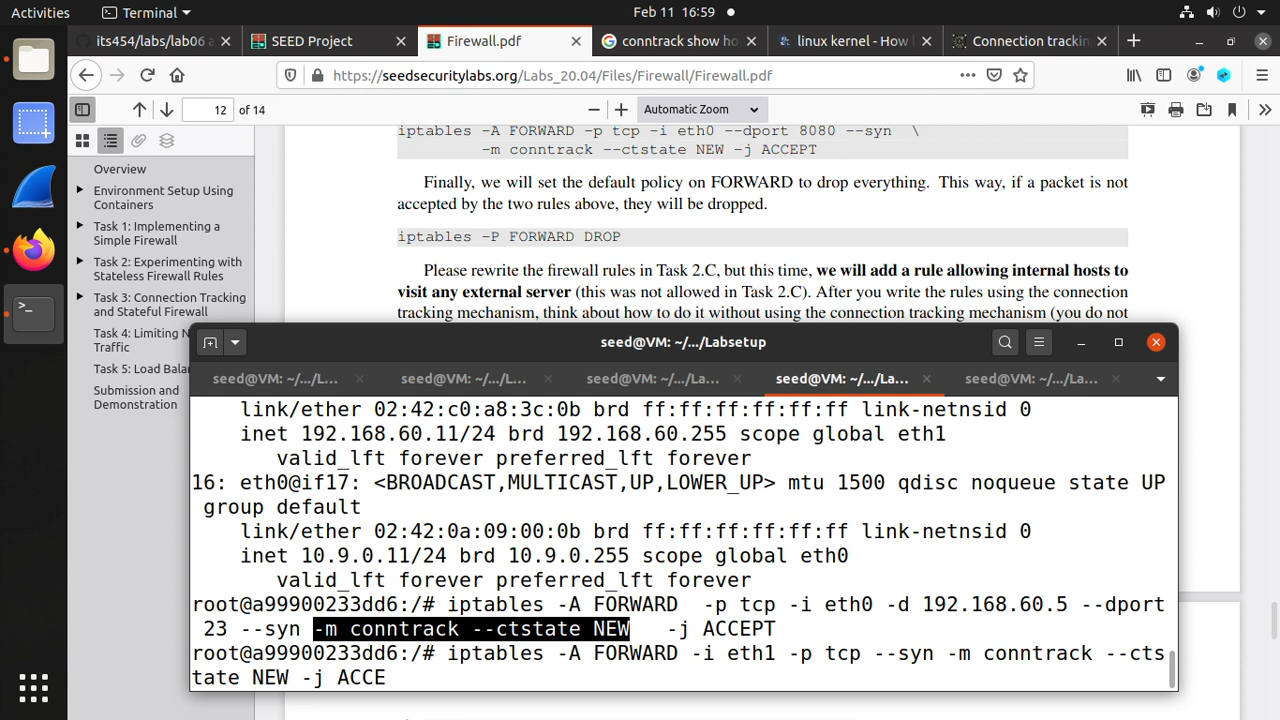 Activities
Terminal
Feb 11 16:59
its454/labs/lab06 a
SEED Project
Firewall.pdf
conntrack show ho
linux kernel - How
Connection trackin
https://seedsecuritylabs.org/Labs_20.04/Files/Firewall/Firewall.pdf
12 of 14
Automatic Zoom
Overview
Environment Setup Using
Containers
Task 1: Implementing a
Simple Firewall
Task 2: Experimenting with
Stateless Firewall Rules
Task 3: Connection Tracking
and Stateful Firewall
Task 4: Limiting N
Traffic
Task 5: Load Bala
Submission and
Demonstration
iptables -A FORWARD -p tcp -i eth0 --dport 8080 --syn \
-m conntrack --ctstate NEW -j ACCEPT
Finally, we will set the default policy on FORWARD to drop everything. This way, if a packet is not
accepted by the two rules above, they will be dropped.
iptables -P FORWARD DROP
Please rewrite the firewall rules in Task 2.C, but this time, we will add a rule allowing internal hosts to
visit any external server (this was not allowed in Task 2.C). After you write the rules using the connection
tracking mechanism, think about how to do it without using the connection tracking mechanism (you do not
seed@VM: ~/.../Labsetup
seed@VM: ~/.../L...
seed@VM: ~/.../L...
seed@VM: ~/.../La...
seed@VM: ~/.../La...
seed@VM: ~/.../La...
link/ether 02:42:c0:a8:3c:0b brd ff:ff:ff:ff:ff:ff link-netnsid 0
inet 192.168.60.11/24 brd 192.168.60.255 scope global eth1
valid_lft forever preferred_lft forever
16: eth0@if17: <BROADCAST,MULTICAST,UP,LOWER_UP> mtu 1500 qdisc noqueue state UP
group default
link/ether 02:42:0a:09:00:0b brd ff:ff:ff:ff:ff:ff link-netnsid 0
inet 10.9.0.11/24 brd 10.9.0.255 scope global eth0
valid_lft forever preferred_lft forever
root@a99900233dd6:/# iptables -A FORWARD  -p tcp -i eth0 -d 192.168.60.5 --dport
23 --syn -m conntrack --ctstate NEW   -j ACCEPT
root@a99900233dd6:/# iptables -A FORWARD -i eth1 -p tcp --syn -m conntrack --cts
tate NEW -j ACCE